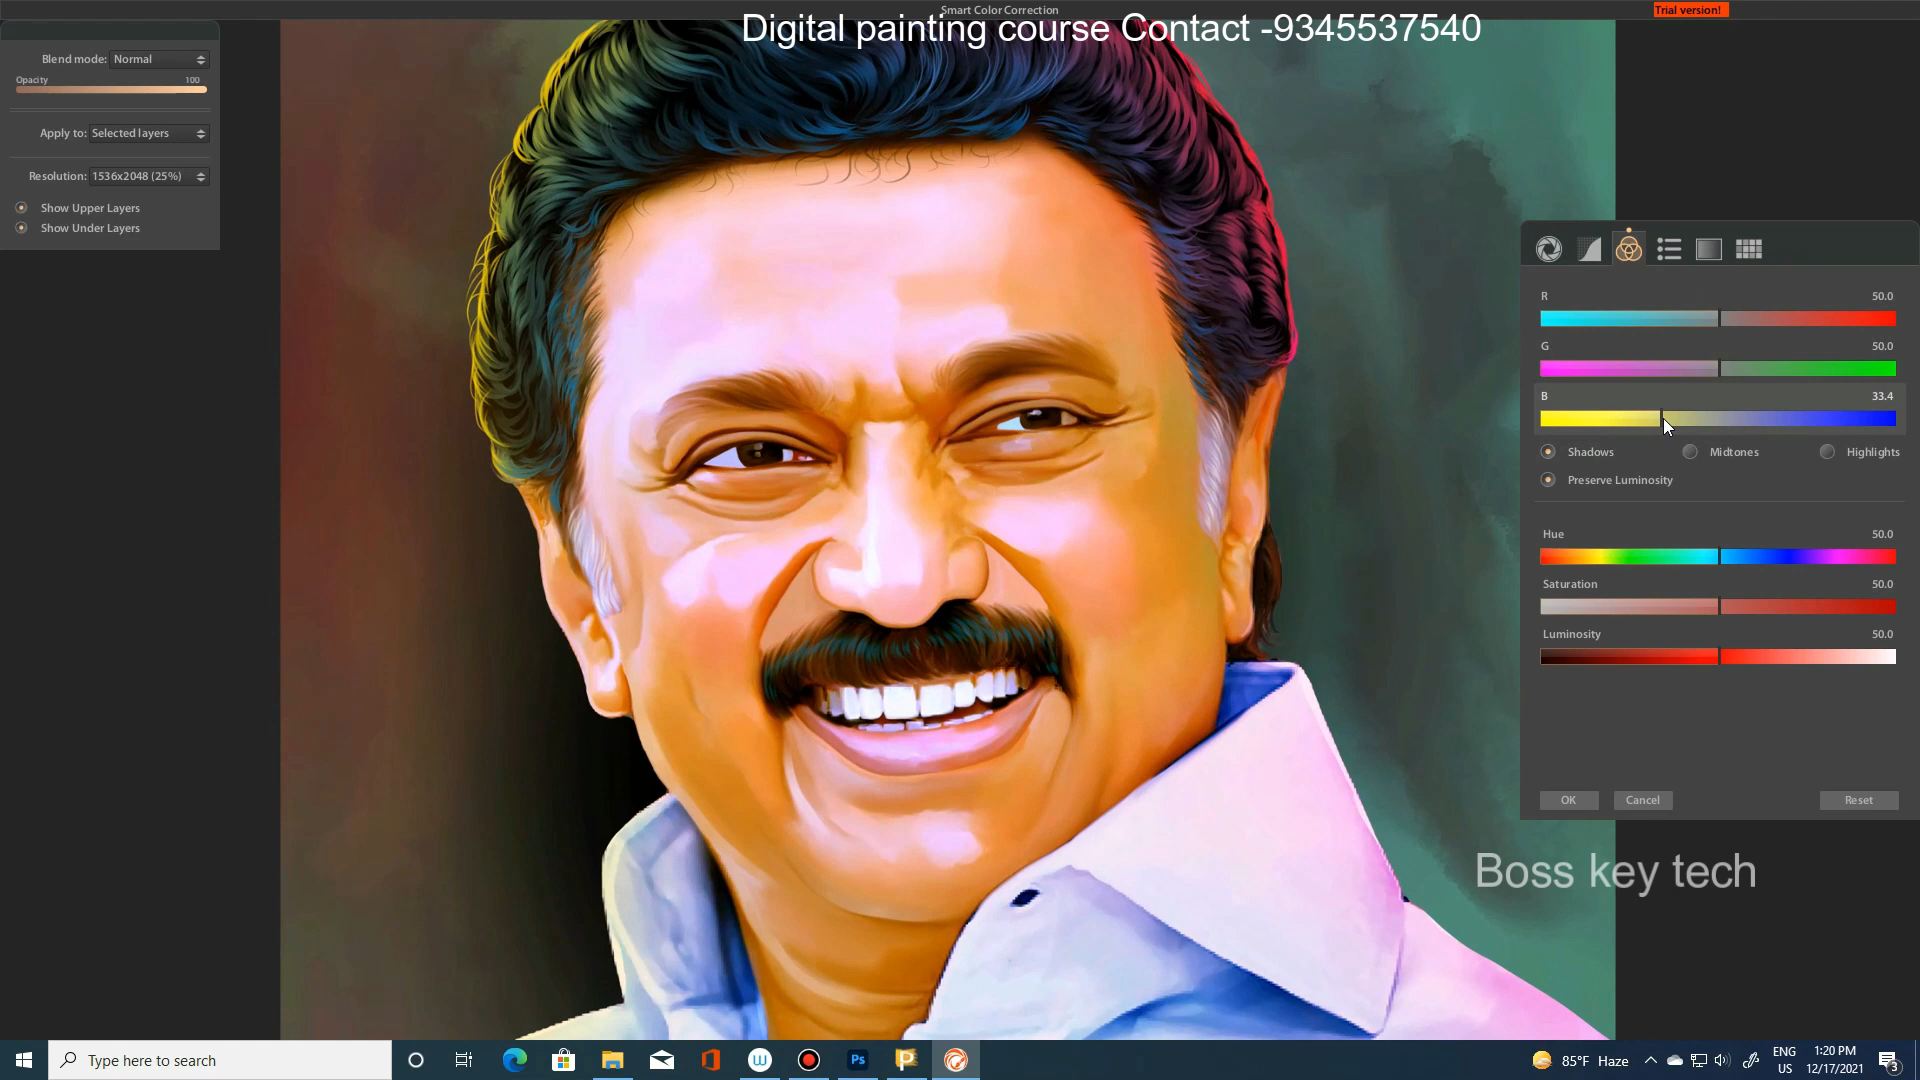 Smart Color Correction
Trial version!
Digital painting course Contact -9345537540
Blend mode: Normal
Opacity 100
Apply to: Selected layers
Resolution: 1536x2048 (25%)
Show Upper Layers
Show Under Layers
R 50.0
G 50.0
B 33.4
Shadows Midtones Highlights
Preserve Luminosity
Hue 50.0
Saturation 50.0
Luminosity 50.0
OK Cancel Reset
Boss key tech
Type here to search
W
Ps
P
85°F Haze
ENG
US
1:20 PM
12/17/2021
3